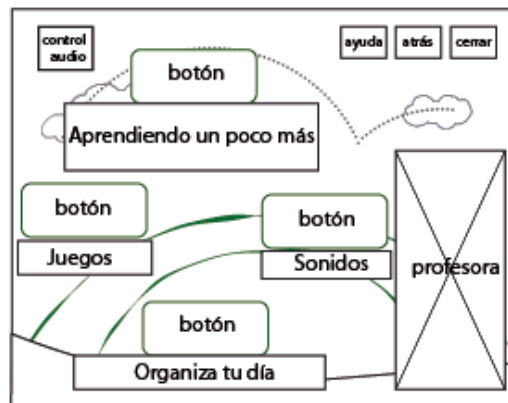 control
audio
ayuda
atrás
cerrar
botón
Aprendiendo un poco más
botón
Juegos
botón
Sonidos
profesora
botón
Organiza tu día